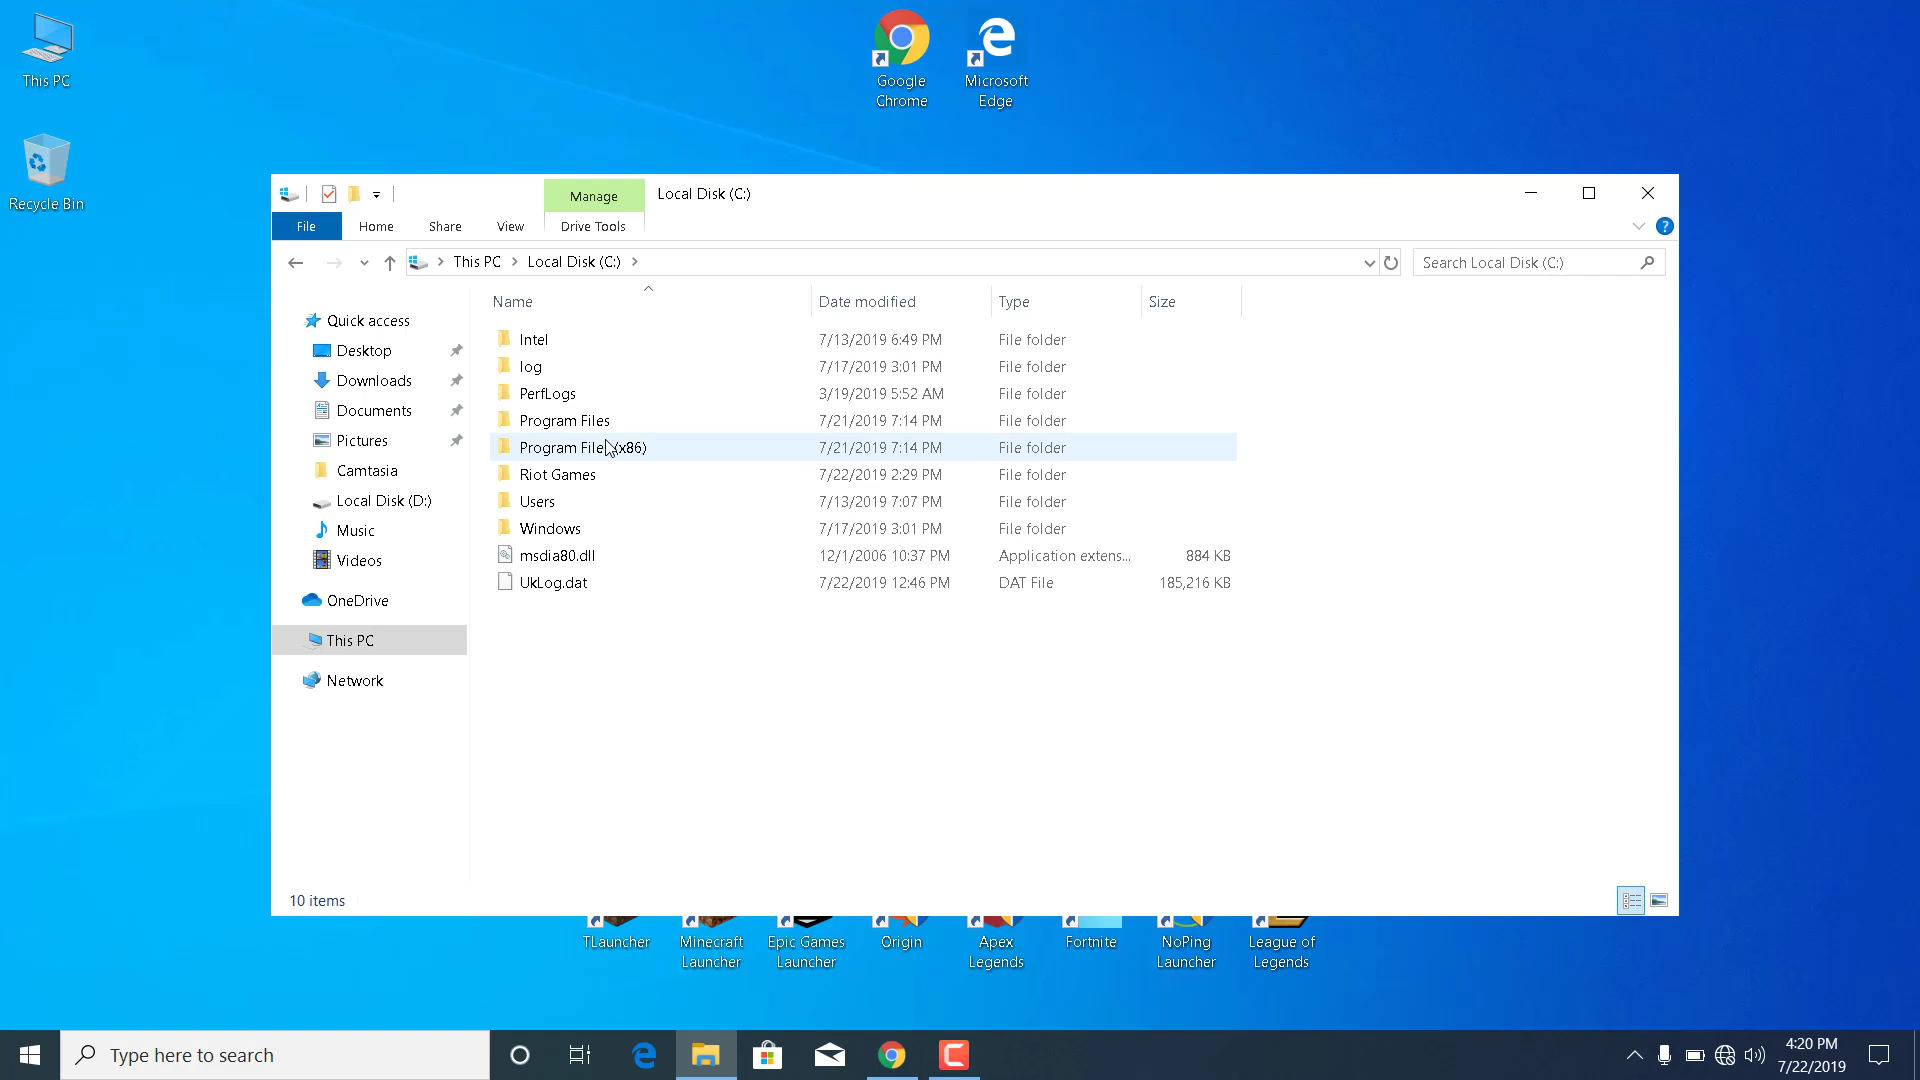 This PC
Recycle Bin
Google
Chrome
Microsoft
Edge
Manage
Local Disk (C:)
File
Home
Share
View
Drive Tools
?
This PC
Local Disk (C:)
Search Local Disk (C:)
Quick access
Desktop
Downloads
Documents
Pictures
Camtasia
Local Disk (D:)
Music
Videos
OneDrive
This PC
Network
Name Date modified Type Size
Intel 7/13/2019 6:49 PM File folder
log 7/17/2019 3:01 PM File folder
PerfLogs 3/19/2019 5:52 AM File folder
Program Files 7/21/2019 7:14 PM File folder
Program Files (x86) 7/21/2019 7:14 PM File folder
Riot Games 7/22/2019 2:29 PM File folder
Users 7/13/2019 7:07 PM File folder
Windows 7/17/2019 3:01 PM File folder
msdia80.dll 12/1/2006 10:37 PM Application extens... 884 KB
UkLog.dat 7/22/2019 12:46 PM DAT File 185,216 KB
10 items
TLauncher
Minecraft
Launcher
Epic Games
Launcher
Origin
Apex
Legends
Fortnite
NoPing
Launcher
League of
Legends
Type here to search
4:20 PM
7/22/2019